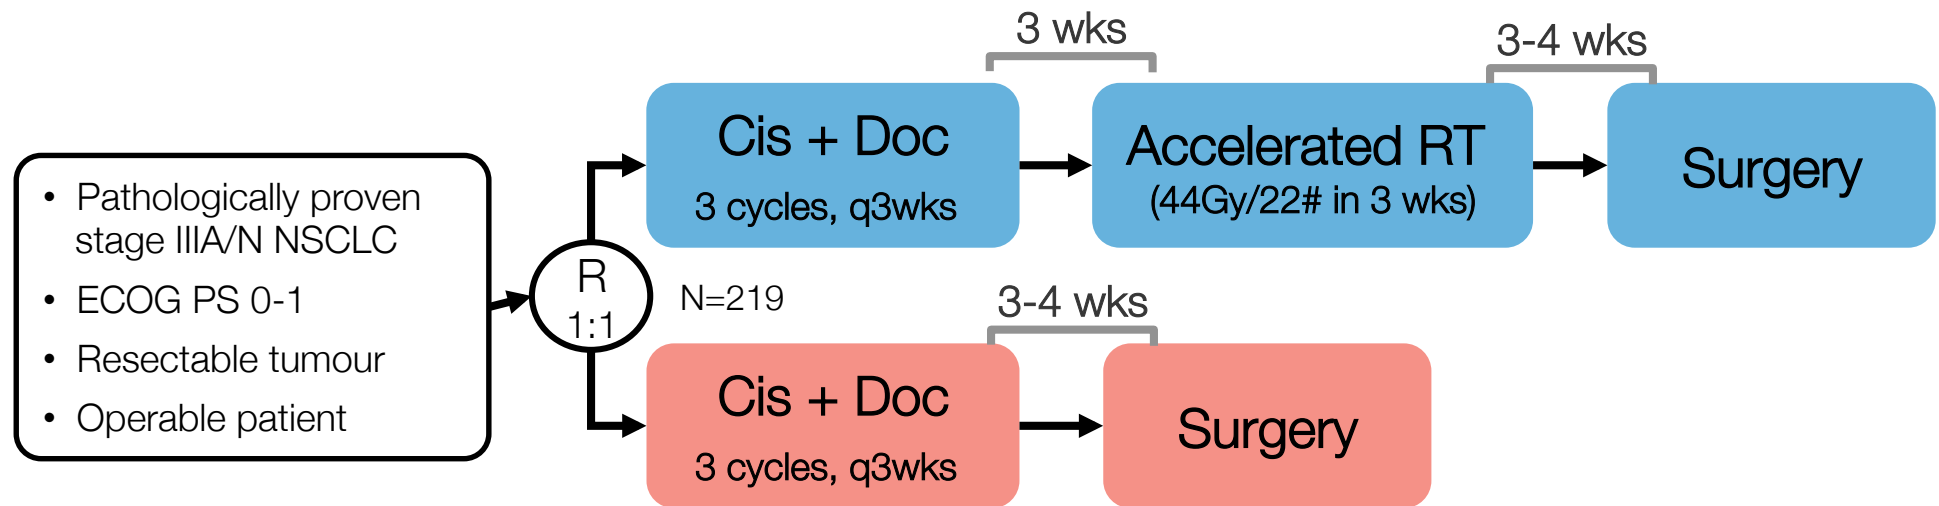 • Pathologically proven
stage IIIA/N NSCLC
• ECOG PS 0-1
• Resectable tumour
• Operable patient
R
1:1
N=219
3 wks
3-4 wks
Cis + Doc
3 cycles, q3wks
Accelerated RT
(44Gy/22# in 3 wks)
Surgery
3-4 wks
Cis + Doc
3 cycles, q3wks
Surgery